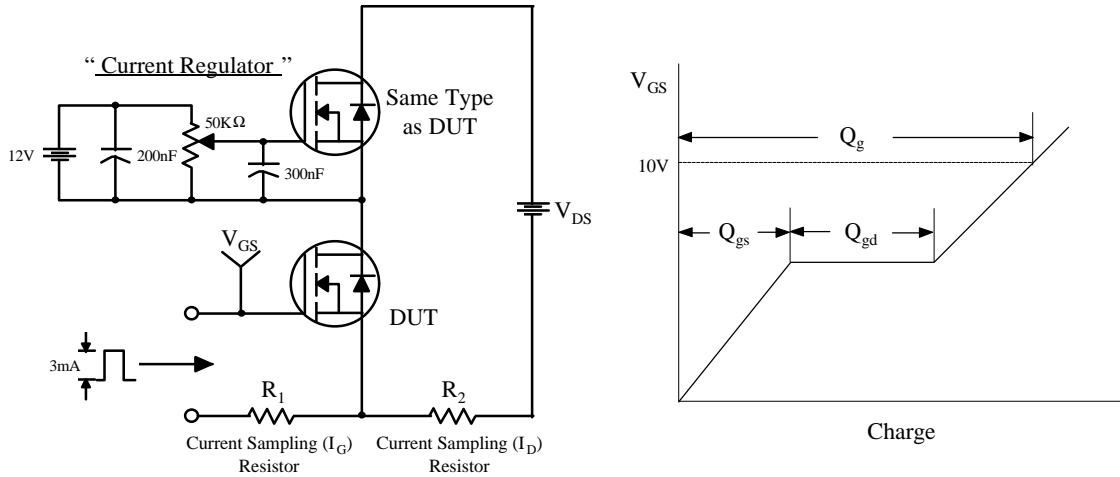 “ Current Regulator ”
12V
200nF
50KΩ
300nF
Same Type
as DUT
V_DS
V_GS
DUT
3mA
R_1
R_2
Current Sampling (I_G)
Resistor
Current Sampling (I_D)
Resistor
V_GS
Q_g
10V
Q_gs
Q_gd
Charge